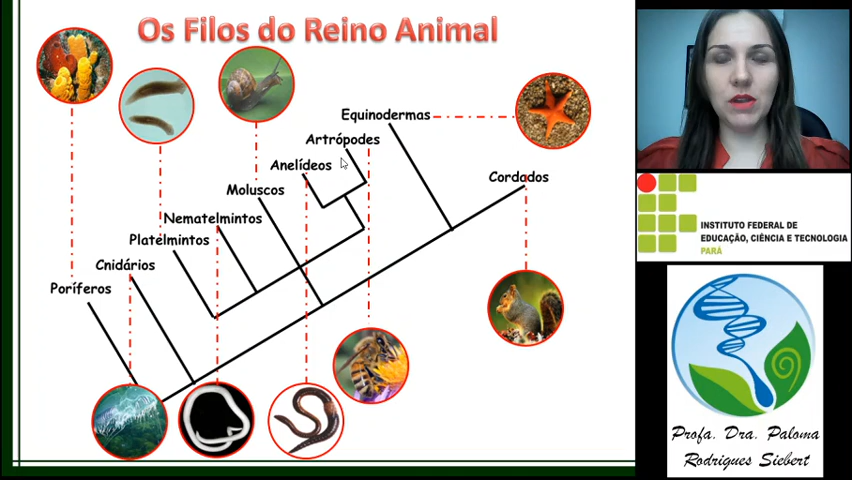 Os Filos do Reino Animal
Equinodermas
Artrópodes
Anelídeos
Cordados
Moluscos
Nematelmintos
Platelmintos
Cnidários
Poríferos
INSTITUTO FEDERAL DE
EDUCAÇÃO, CIÊNCIA E TECNOLOGIA
PARÁ
Profa. Dra. Paloma
Rodrigues Siebert